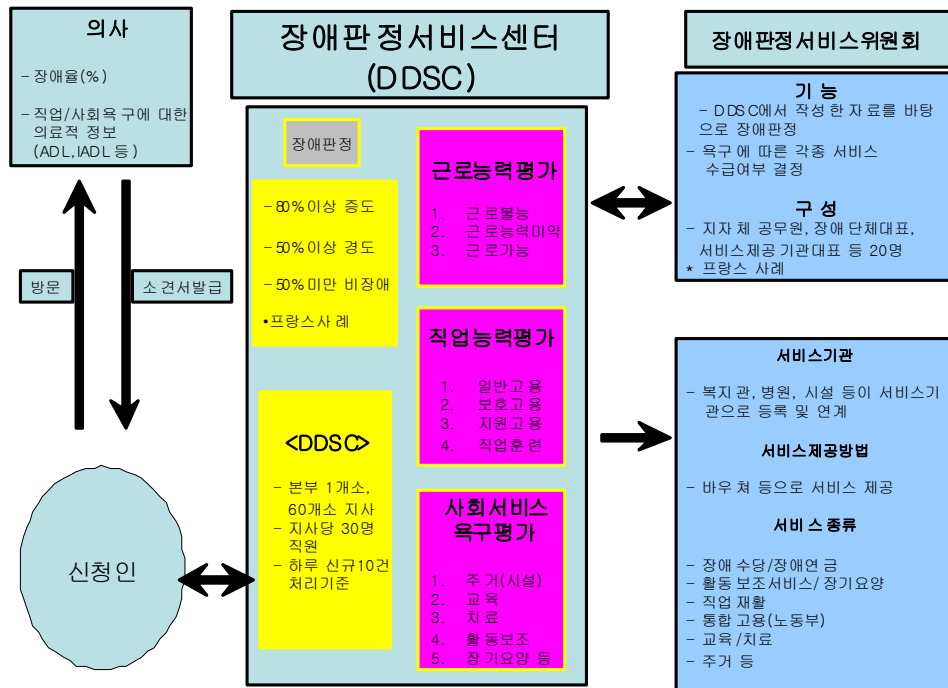 의사
- 장애율(%)
- 직업/사회욕구에 대한
의료적 정보
(ADL, IADL 등)
방문
소견서발급
신청인
장애판정서비스센터
(DDSC)
장애판정
- 80%이상 중도
- 50%이상 경도
- 50%미만 비장애
•프랑스사례
<DDSC>
- 본부 1개소,
60개소 지사
- 지사당 30명
직원
- 하루 신규10건
처리기준
근로능력평가
1. 근로불능
2. 근로능력미약
3. 근로가능
직업능력평가
1. 일반고용
2. 보호고용
3. 지원고용
4. 직업훈련
사회서비스
욕구평가
1. 주거(시설)
2. 교육
3. 치료
4. 활동보조
5. 장기요양 등
장애판정서비스위원회
기 능
- DDSC에서 작성한 자료를 바탕
으로 장애판정
- 욕구에 따른 각종 서비스
수급여부 결정
구 성
- 지자체 공무원, 장애단체대표,
서비스제공기관대표 등 20명
* 프랑스 사례
서비스기관
- 복지관, 병원, 시설 등이 서비스기
관으로 등록 및 연계
서비스제공방법
- 바우쳐 등으로 서비스 제공
서비스 종류
- 장애수당/장애연금
- 활동보조서비스/장기요양
- 직업재활
- 통합고용(노동부)
- 교육/치료
- 주거 등